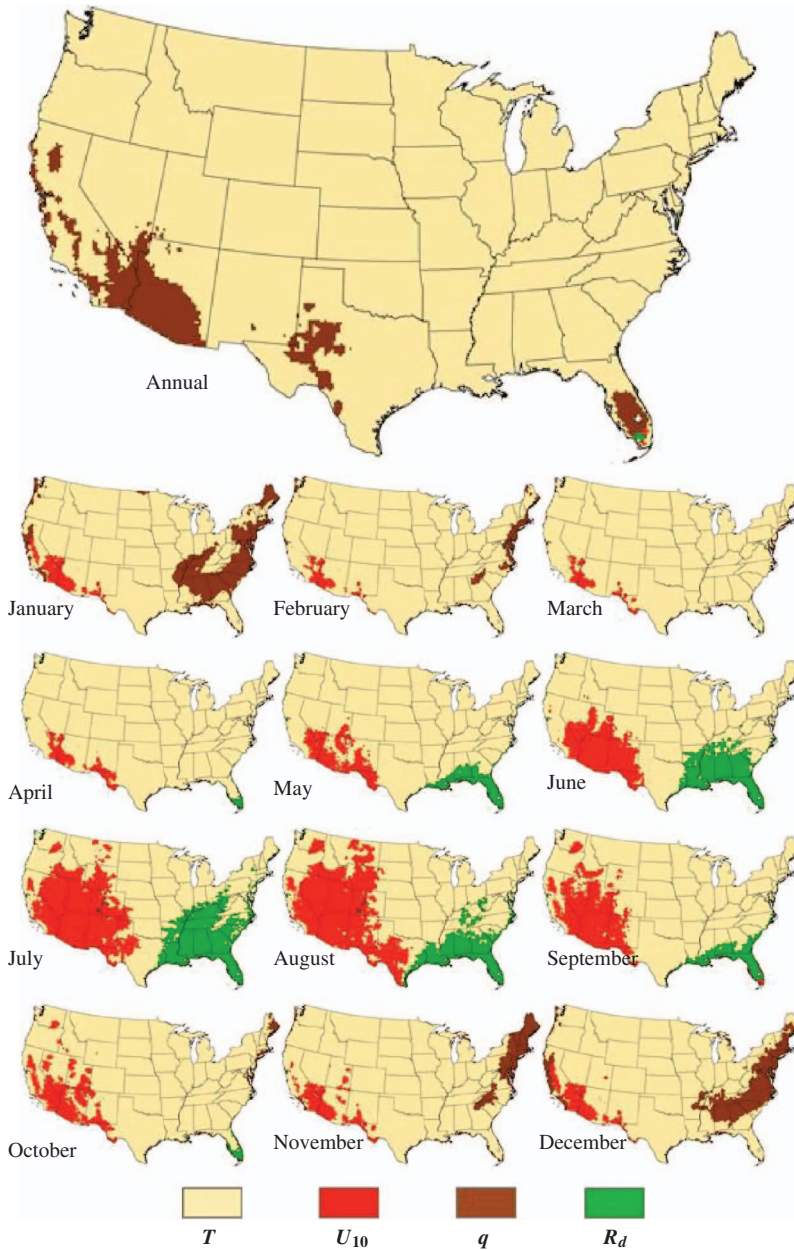 Annual
January
February
March
April
May
June
July
August
September
October
November
December
T
U10
q
Rd